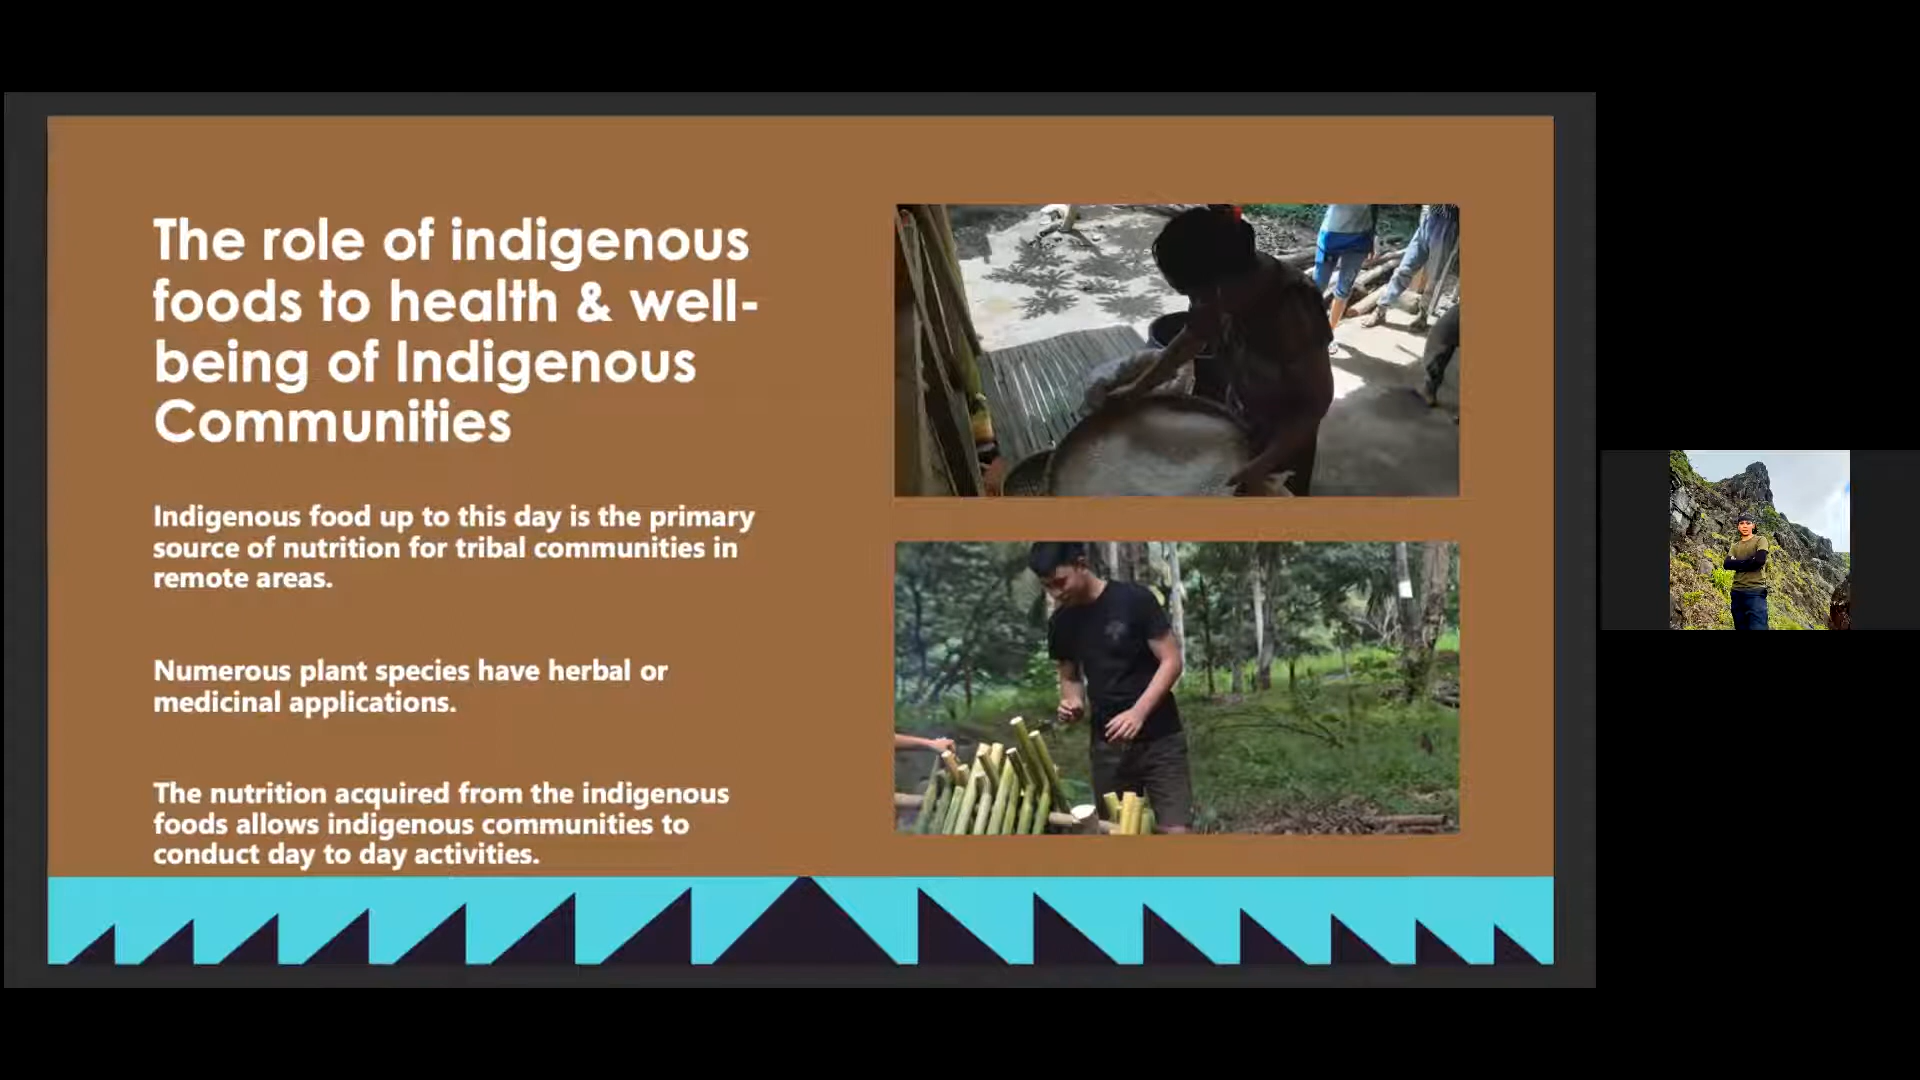 The role of indigenous
foods to health & well-
being of Indigenous
Communities
Indigenous food up to this day is the primary
source of nutrition for tribal communities in
remote areas.
Numerous plant species have herbal or
medicinal applications.
The nutrition acquired from the indigenous
foods allows indigenous communities to
conduct day to day activities.